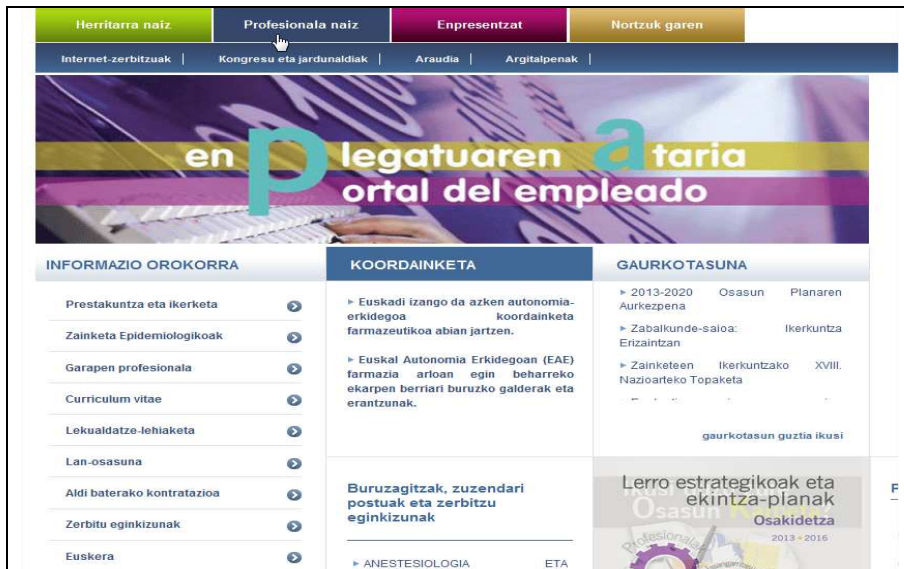 Herritarra naiz
Profesionala naiz
Enpresentzat
Nortzuk garen
Internet-zerbitzuak |
Kongresu eta jardunaldiak |
Araudia |
Argitalpenak |
enplegatuaren ataria
portal del empleado
INFORMAZIO OROKORRA
Prestakuntza eta ikerketa
Zainketa Epidemiologikoak
Garapen profesionala
Curriculum vitae
Lekualdatze-lehiaketa
Lan-osasuna
Aldi baterako kontratazioa
Zerbitu eginkizunak
Euskera
KOORDAINKETA
Euskadi izango da azken autonomia-
erkidegoa koordainketa
farmazeutikoa abian jartzen.
Euskal Autonomia Erkidegoan (EAE)
farmazia arloan egin beharreko
ekarpen berriari buruzko galderak eta
erantzunak.
Buruzagitzak, zuzendari
postuak eta zerbitzu
eginkizunak
ANESTESIOLOGIA ETA
GAURKOTASUNA
2013-2020 Osasun Planaren
Aurkezpena
Zabalkunde-saioa: Ikerkuntza
Erizaintzan
Zainketeen Ikerkuntzako XVIII.
Nazioarteko Topaketa
gaurkotasun guztia ikusi
Lerro estrategikoak eta
ekintza-planak
Osakidetza
2013 - 2016